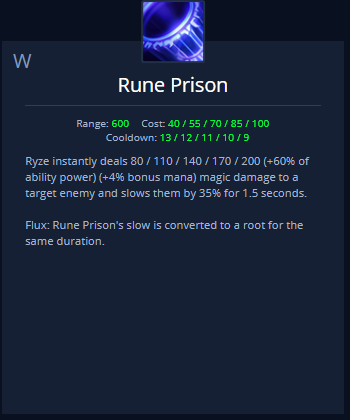 W
Rune Prison
Range: 600 Cost: 40 / 55 / 70 / 85 / 100
Cooldown: 13 / 12 / 11 / 10 / 9
Ryze instantly deals 80 / 110 / 140 / 170 / 200 (+60% of
ability power) (+4% bonus mana) magic damage to a
target enemy and slows them by 35% for 1.5 seconds.
Flux: Rune Prison's slow is converted to a root for the
same duration.